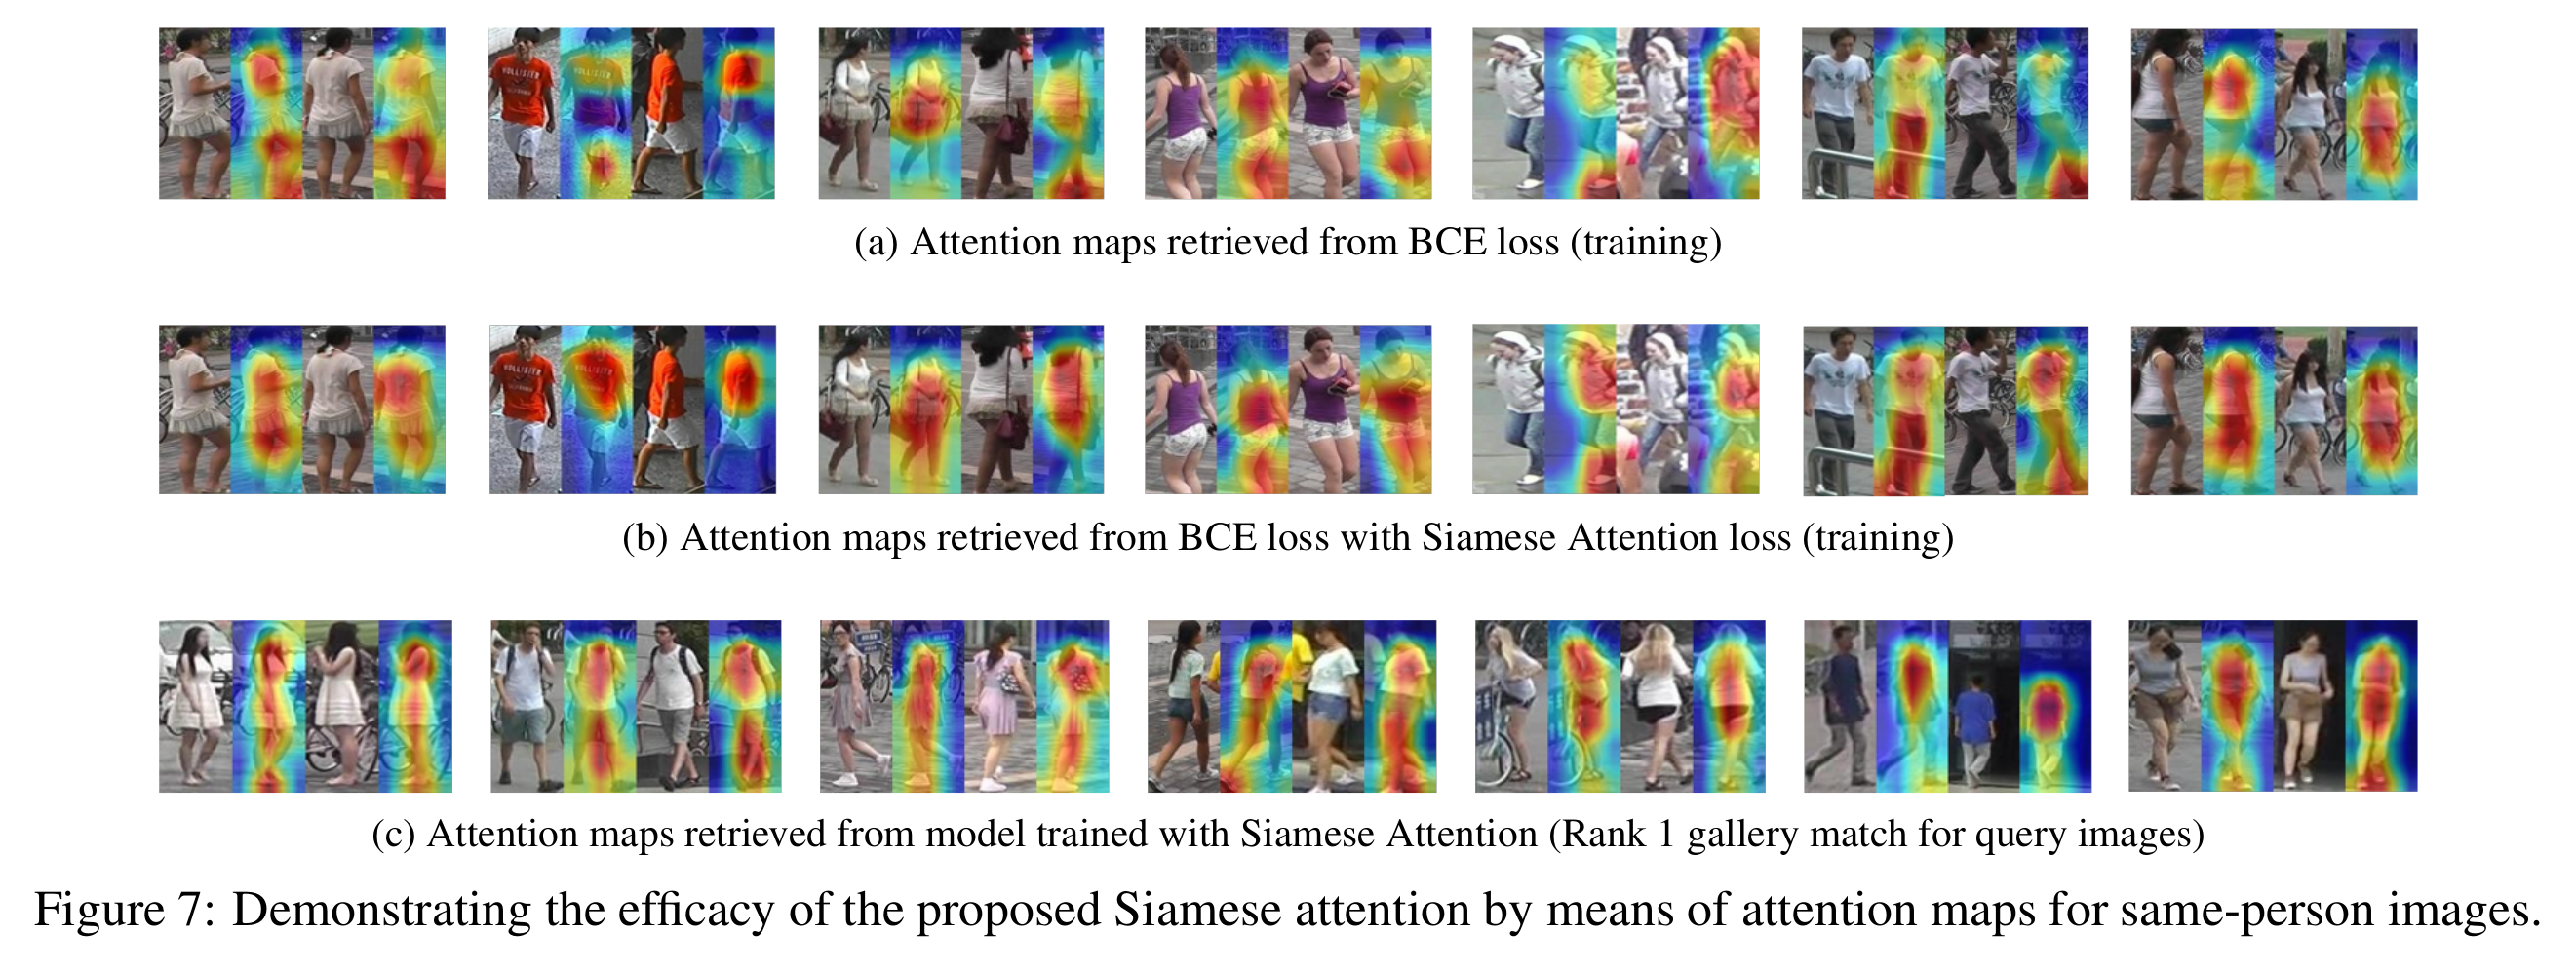 HOLLISTER
(a) Attention maps retrieved from BCE loss (training)
HOLLISTER
(b) Attention maps retrieved from BCE loss with Siamese Attention loss (training)
(c) Attention maps retrieved from model trained with Siamese Attention (Rank 1 gallery match for query images)
Figure 7: Demonstrating the efficacy of the proposed Siamese attention by means of attention maps for same-person images.